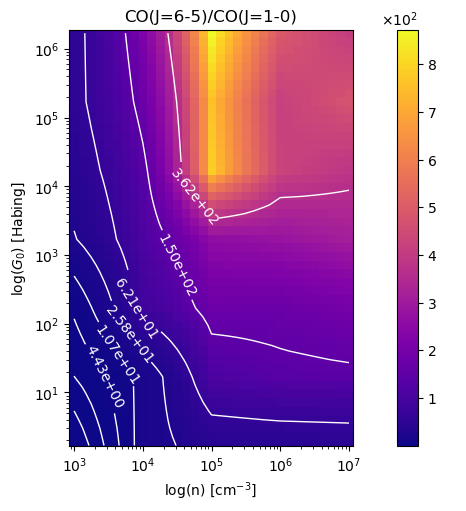 CO(J=6-5)/CO(J=1-0)
×10²
10⁶
10⁵
10⁴
10³
10²
10¹
log(G₀) [Habing]
3.62e+02
1.50e+02
6.21e+01
2.58e+01
1.07e+01
4.43e+00
8
7
6
5
4
3
2
1
10³ 10⁴ 10⁵ 10⁶ 10⁷
log(n) [cm⁻³]